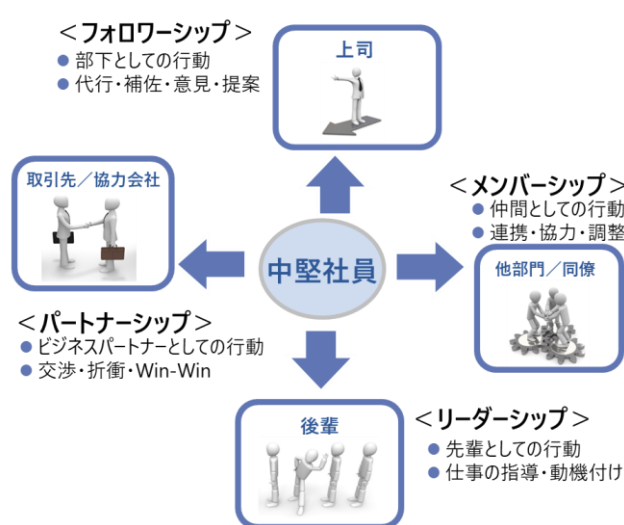 ＜フォロワーシップ＞
● 部下としての行動
● 代行・補佐・意見・提案
上司
取引先／協力会社
＜メンバーシップ＞
● 仲間としての行動
● 連携・協力・調整
中堅社員
他部門／同僚
＜パートナーシップ＞
● ビジネスパートナーとしての行動
● 交渉・折衝・Win-Win
後輩
＜リーダーシップ＞
● 先輩としての行動
● 仕事の指導・動機付け